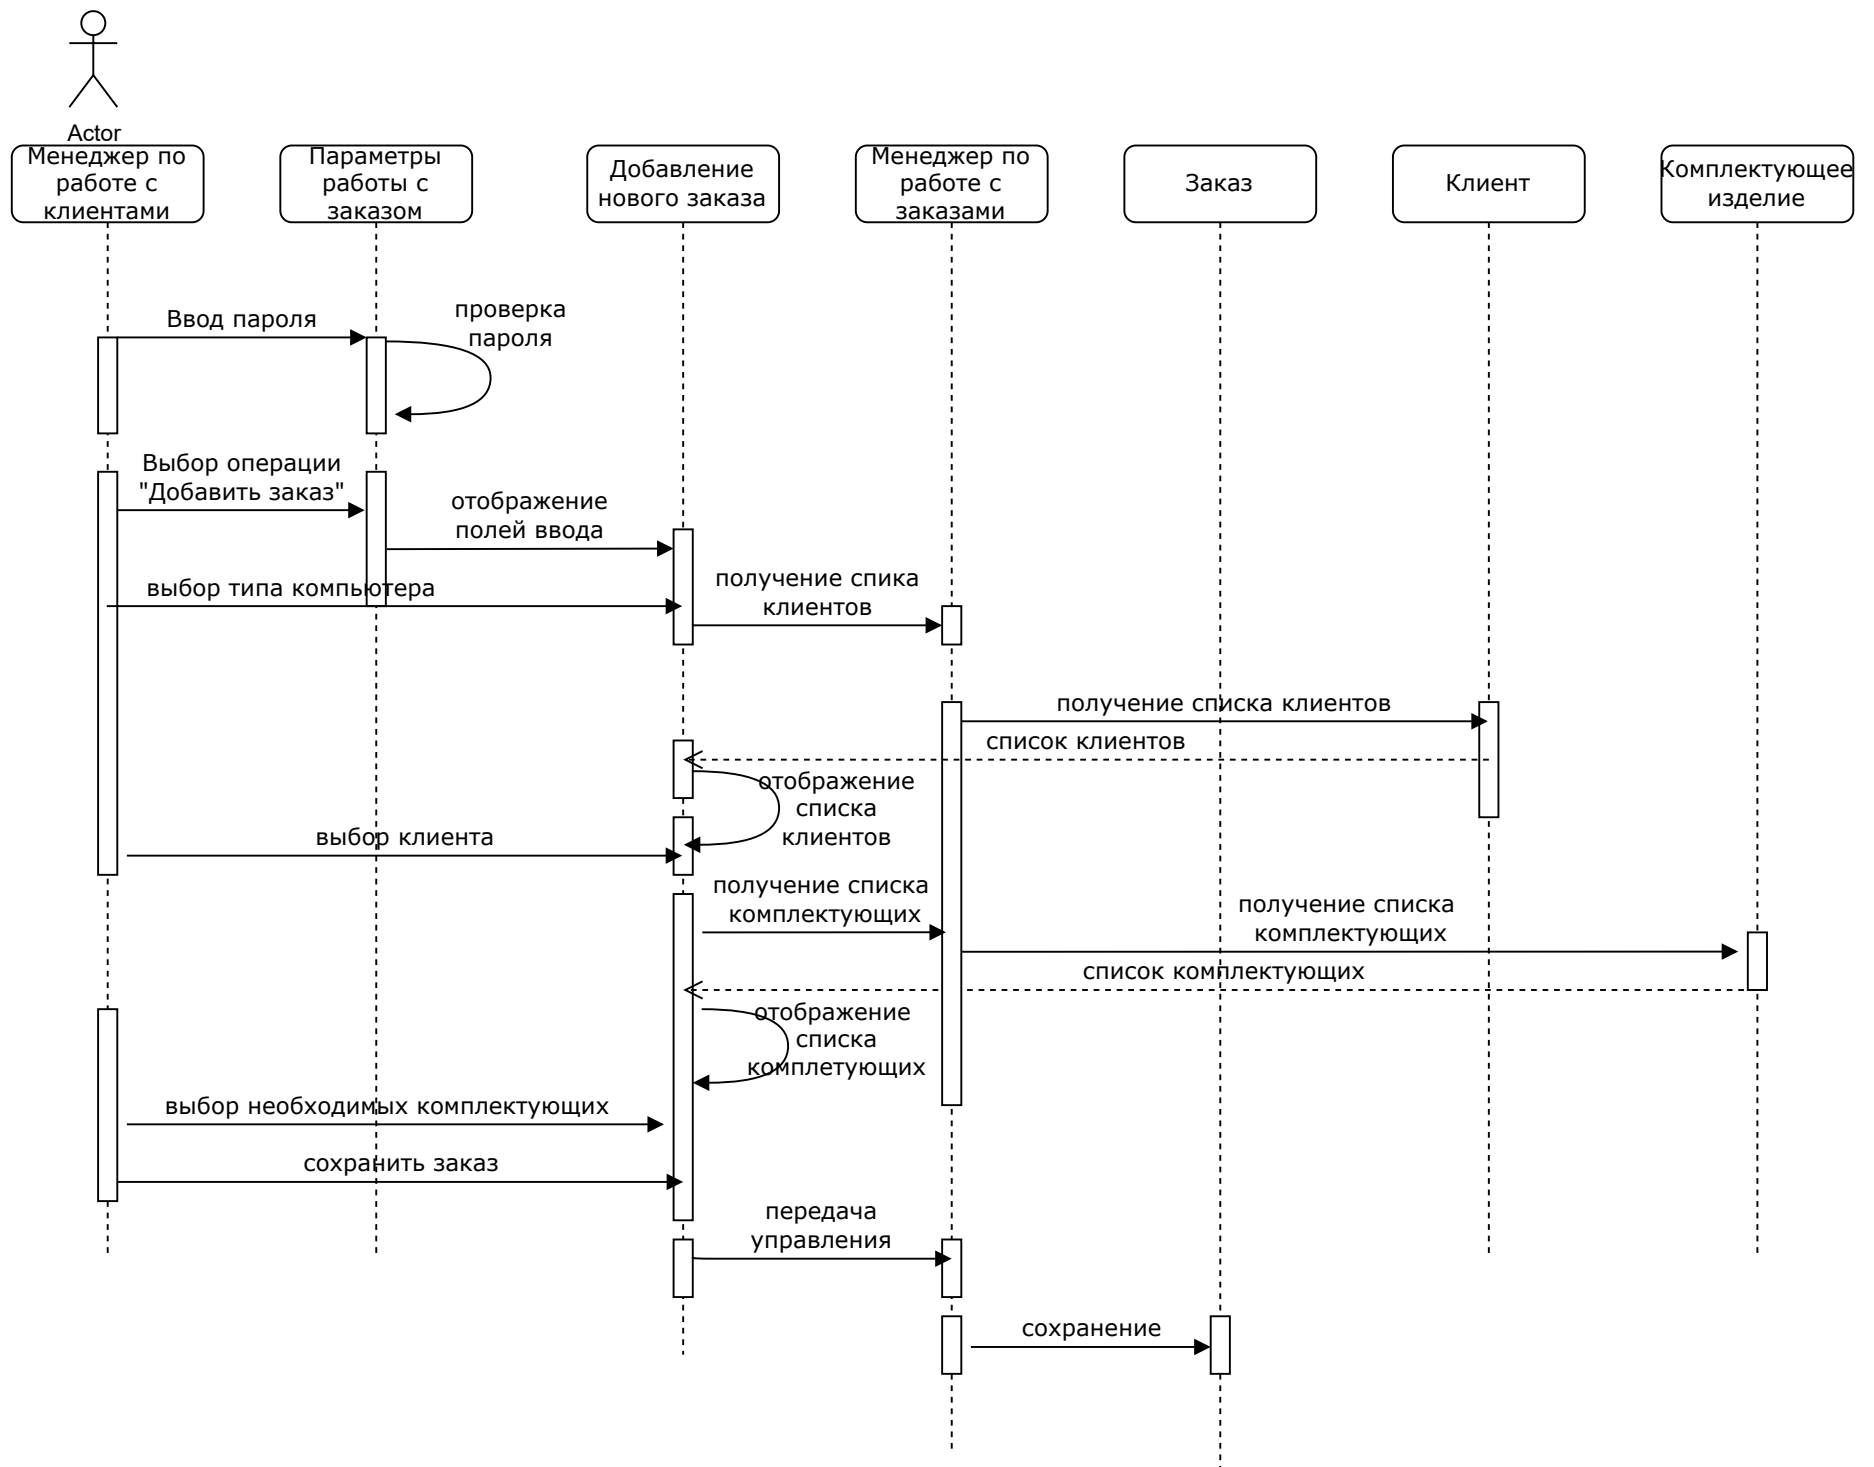 Actor
Менеджер по
работе с
клиентами
Параметры
работы с
заказом
Добавление
нового заказа
Менеджер по
работе с
заказами
Заказ
Клиент
Комплектующее
изделие
Ввод пароля
проверка
пароля
Выбор операции
"Добавить заказ"
отображение
полей ввода
выбор типа компьютера
получение спика
клиентов
получение списка клиентов
список клиентов
отображение
списка
клиентов
выбор клиента
получение списка
комплектующих
получение списка
комплектующих
список комплектующих
отображение
списка
комплетующих
выбор необходимых комплектующих
сохранить заказ
передача
управления
сохранение